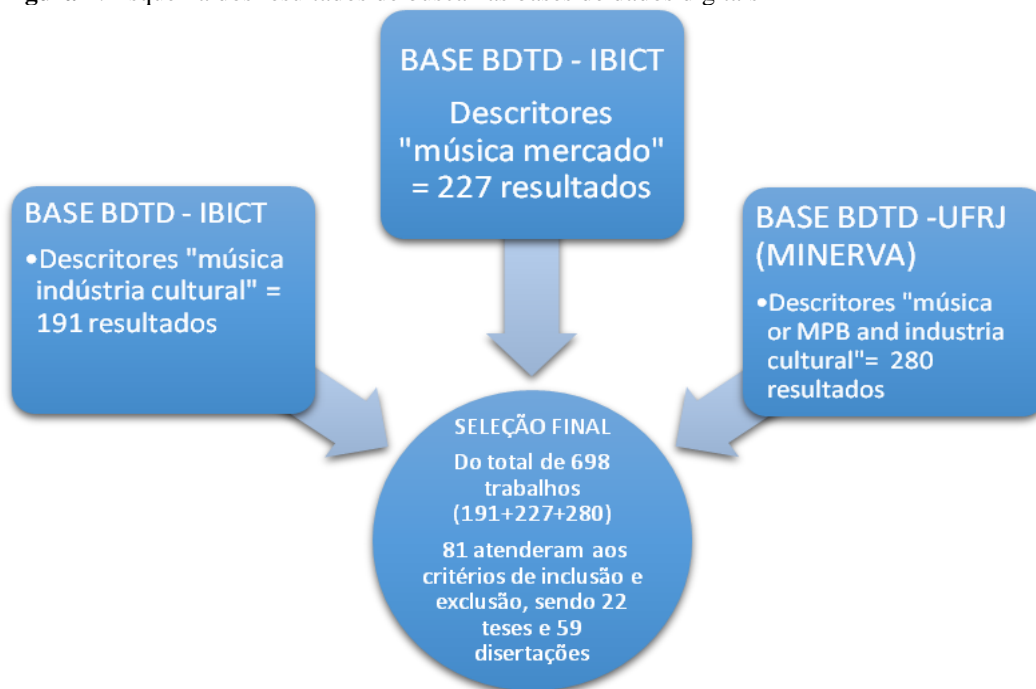 BASE BDTD - IBICT
Descritores
"música mercado"
= 227 resultados
BASE BDTD - IBICT
•Descritores "música
indústria cultural" =
191 resultados
BASE BDTD -UFRJ
(MINERVA)
•Descritores "música
or MPB and industria
cultural"= 280
resultados
SELEÇÃO FINAL
Do total de 698
trabalhos
(191+227+280)
81 atenderam aos
critérios de inclusão e
exclusão, sendo 22
teses e 59
disertações